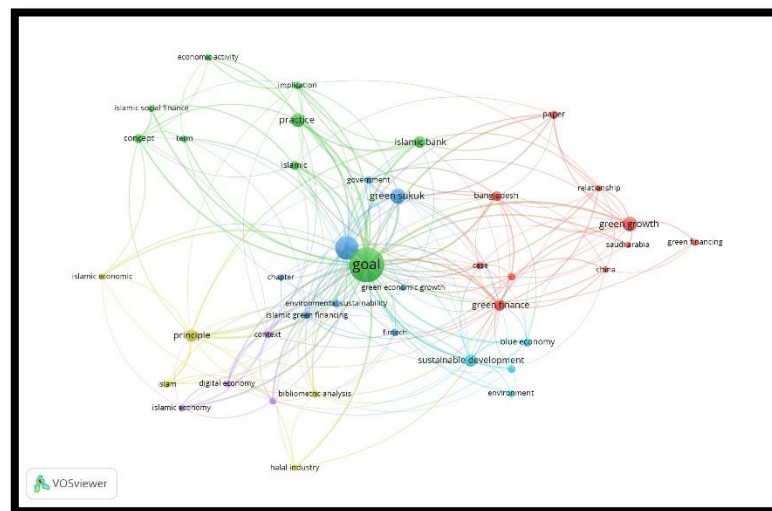 economic activity
implication
islamic social finance
practice
paper
concept
term
islamic bank
islamic
government
relationship
green sukuk
bangladesh
green growth
saudi arabia
green financing
goal
case
china
islamic economic
chapter
green economic growth
environmental sustainability
green finance
islamic green financing
principle
context
fintech
blue economy
sustainable development
islam
digital economy
bibliometric analysis
environment
islamic economy
halal industry
VOSviewer